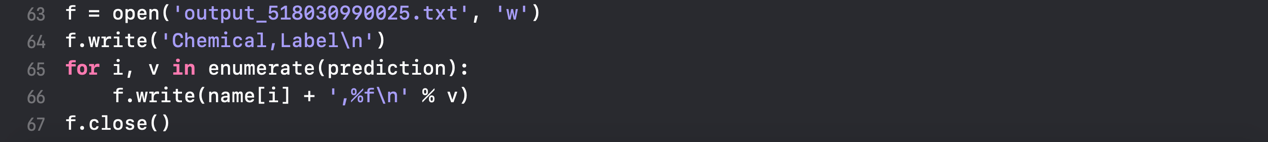 63 f = open('output_518030990025.txt', 'w')
64 f.write('Chemical,Label\n')
65 for i, v in enumerate(prediction):
66     f.write(name[i] + ',%f\n' % v)
67 f.close()